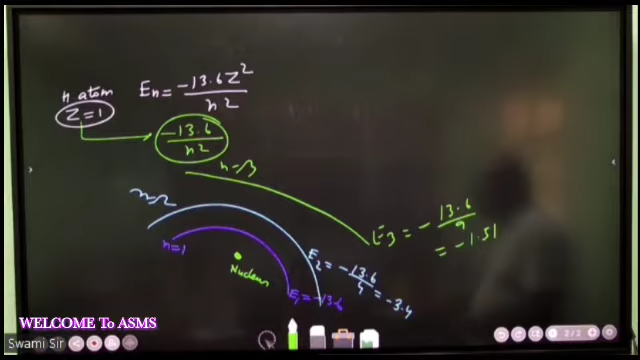 n atom
Z=1
En = -13.6Z²/n²
-13.6/n²
n=3
n=2
n=1
Nucleus
E₁=-13.6
E₂ = -13.6/4 = -3.4
E3 = -13.6/9
= -1.51
WELCOME To ASMS
Swami Sir
2/2